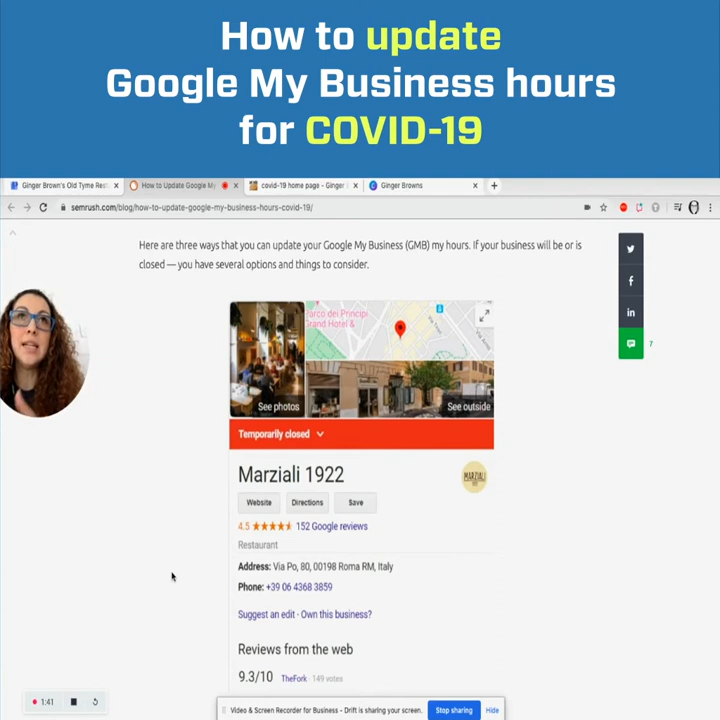 How to update
Google My Business hours
for COVID-19
Ginger Brown's Old Tyme Res
How to Update Google My
covid-19 home page - Ginger
Ginger Browns
semrush.com/blog/how-to-update-google-my-business-hours-covid-19/
Here are three ways that you can update your Google My Business (GMB) my hours. If your business will be or is
closed — you have several options and things to consider.
7
arco dei Principi
Grand Hotel &
See photos
See outside
Temporarily closed
Marziali 1922
MARZIALI
Website
Directions
Save
4.5 152 Google reviews
Restaurant
Address: Via Po, 80, 00198 Roma RM, Italy
Phone: +39 06 4368 3859
Suggest an edit · Own this business?
Reviews from the web
9.3/10 TheFork · 149 votes
1:41
Video & Screen Recorder for Business – Drift is sharing your screen.
Stop sharing
Hide